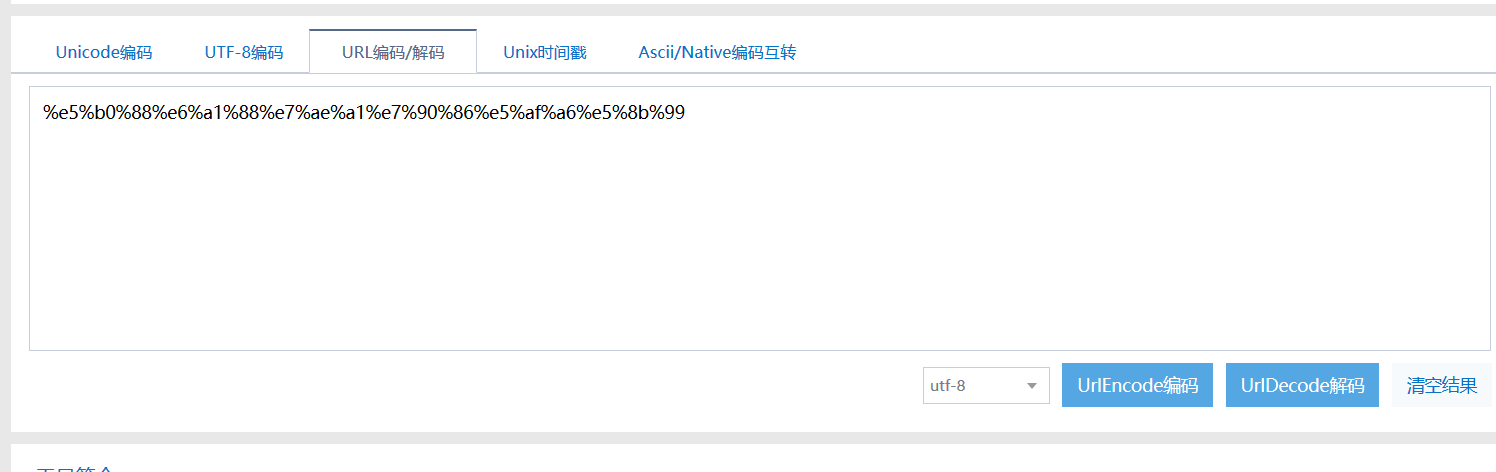 Unicode编码 UTF-8编码 URL编码/解码 Unix时间戳 Ascii/Native编码互转
%e5%b0%88%e6%a1%88%e7%ae%a1%e7%90%86%e5%af%a6%e5%8b%99
utf-8 UrlEncode编码 UrlDecode解码 清空结果